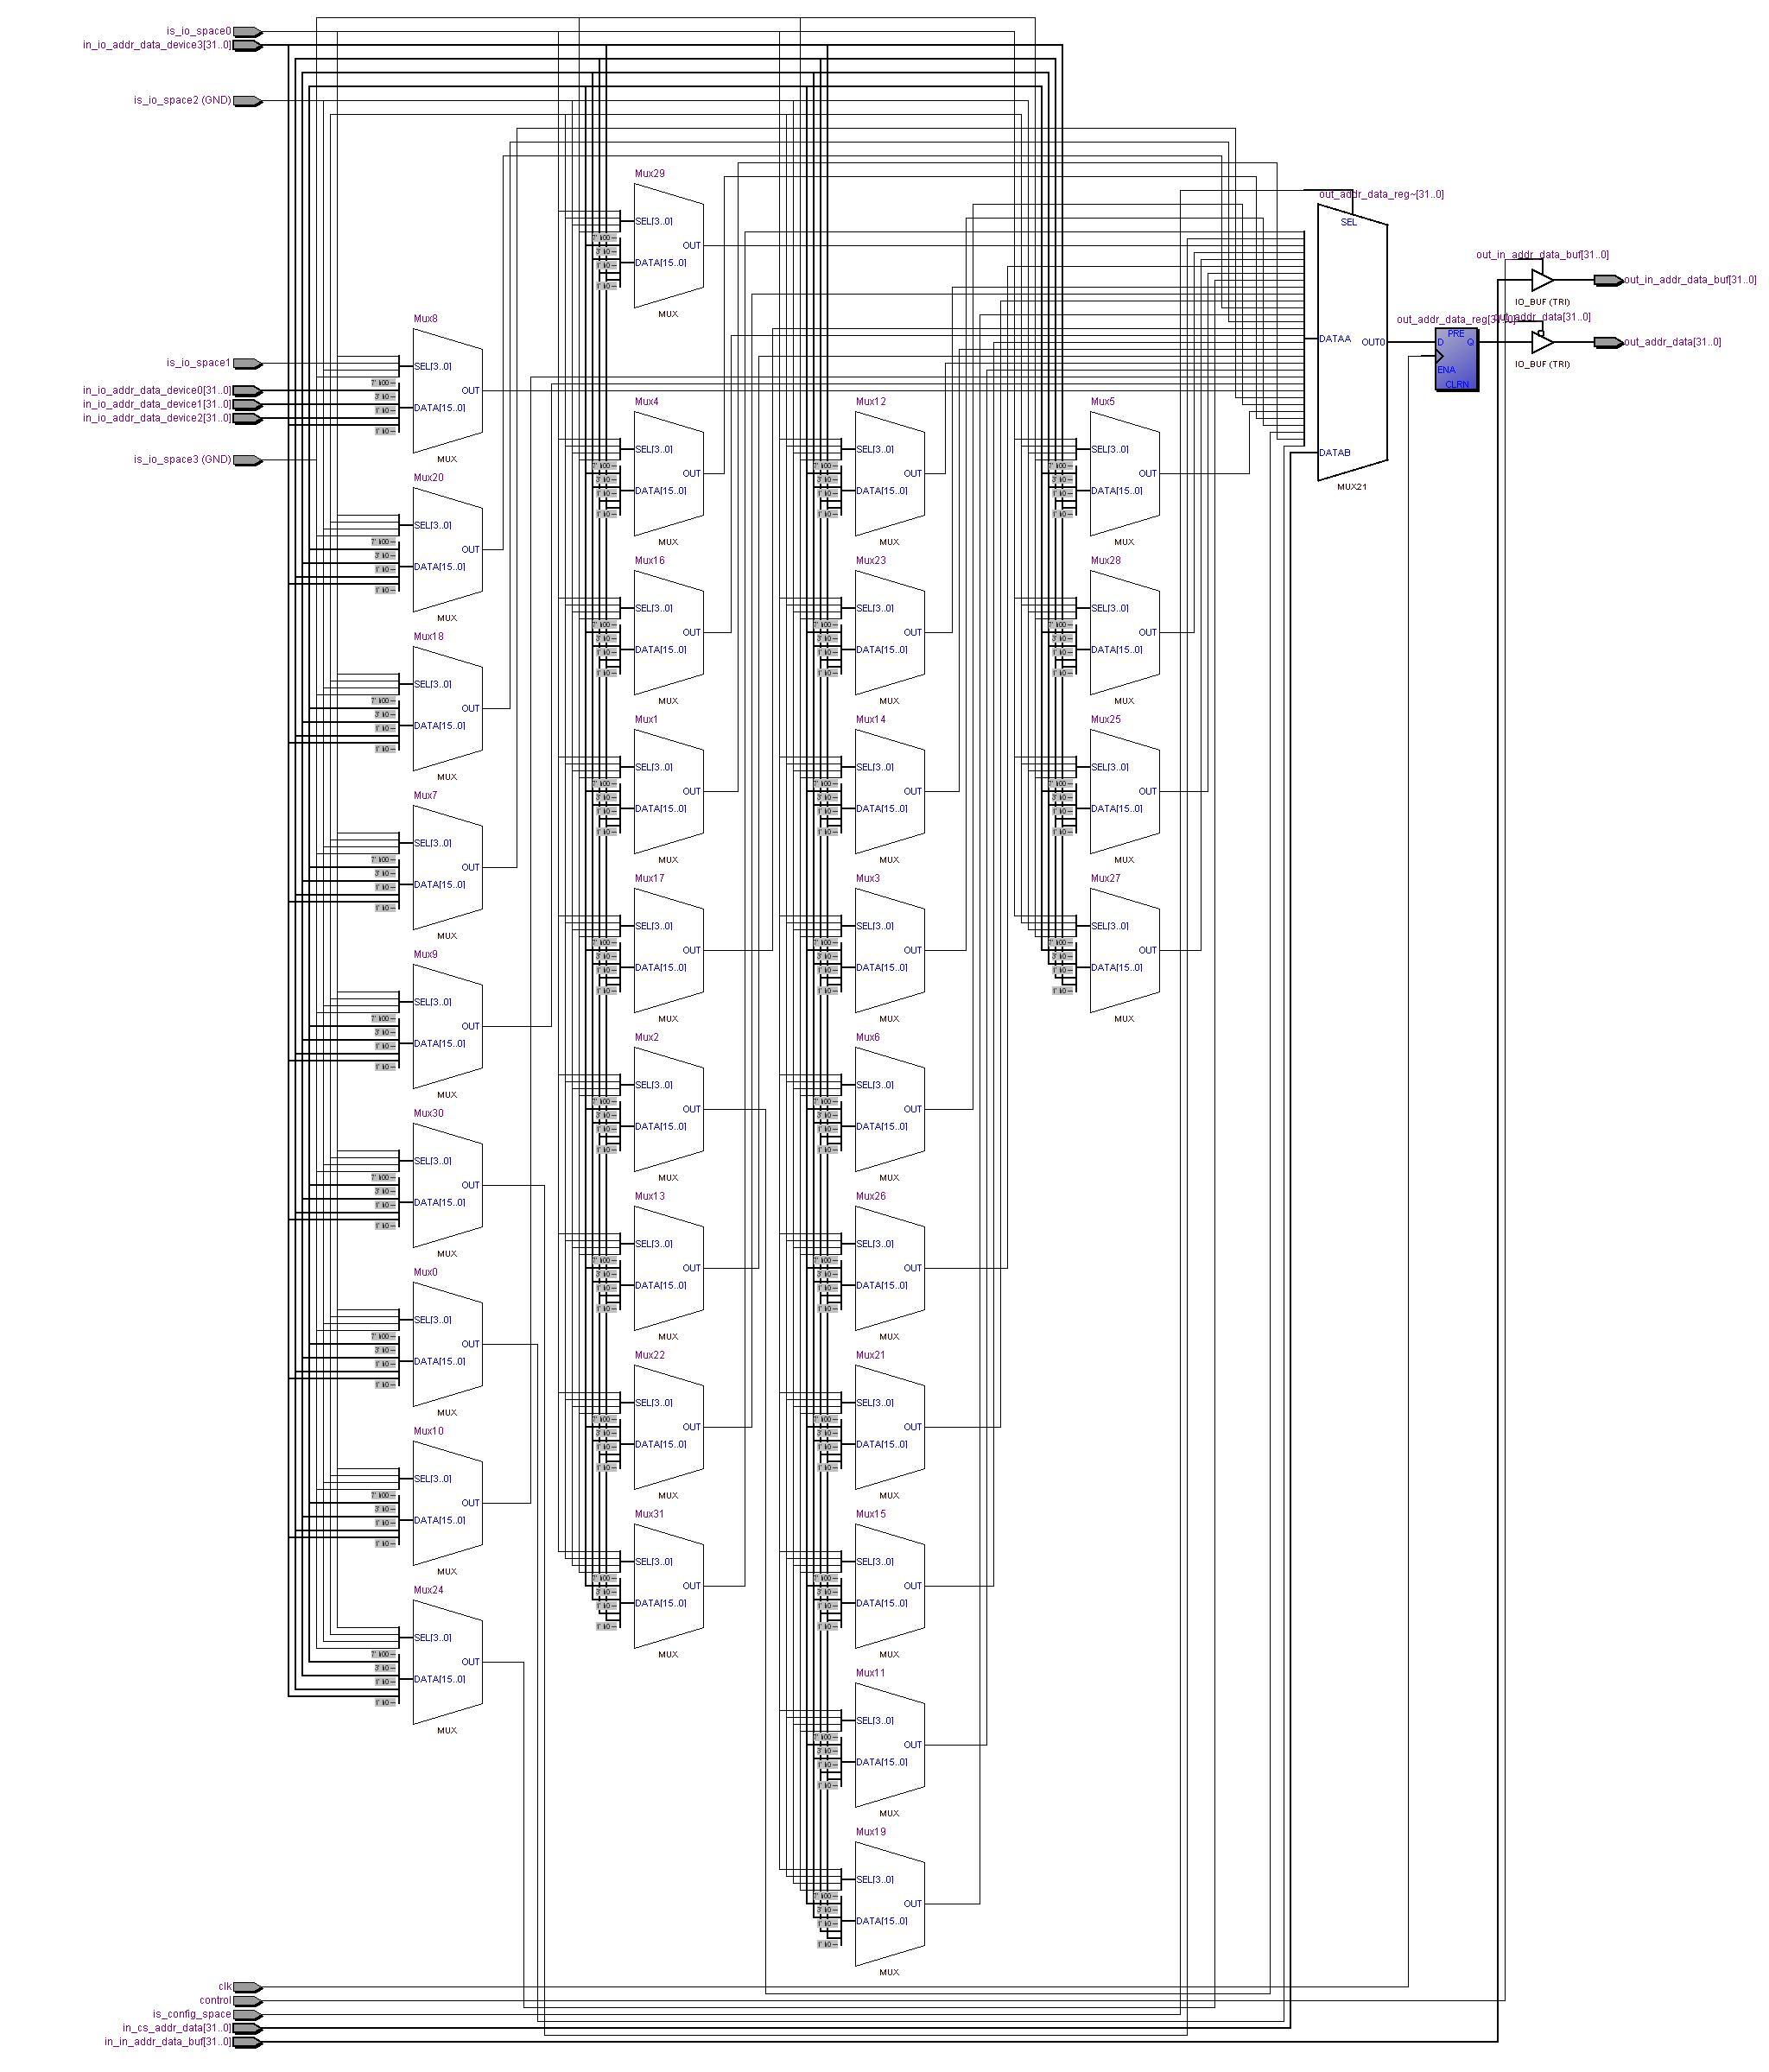 is_io_space0
in_io_addr_data_device3[31..0]
is_io_space2 (GND)
is_io_space1
in_io_addr_data_device0[31..0]
in_io_addr_data_device1[31..0]
in_io_addr_data_device2[31..0]
is_io_space3 (GND)
Mux8
SEL[3..0]
OUT
DATA[15..0]
MUX
Mux20
SEL[3..0]
OUT
DATA[15..0]
MUX
Mux18
SEL[3..0]
OUT
DATA[15..0]
MUX
Mux7
SEL[3..0]
OUT
DATA[15..0]
MUX
Mux9
SEL[3..0]
OUT
DATA[15..0]
MUX
Mux30
SEL[3..0]
OUT
DATA[15..0]
MUX
Mux0
SEL[3..0]
OUT
DATA[15..0]
MUX
Mux10
SEL[3..0]
OUT
DATA[15..0]
MUX
Mux24
SEL[3..0]
OUT
DATA[15..0]
MUX
Mux29
SEL[3..0]
OUT
DATA[15..0]
MUX
Mux4
SEL[3..0]
OUT
DATA[15..0]
MUX
Mux16
SEL[3..0]
OUT
DATA[15..0]
MUX
Mux1
SEL[3..0]
OUT
DATA[15..0]
MUX
Mux17
SEL[3..0]
OUT
DATA[15..0]
MUX
Mux2
SEL[3..0]
OUT
DATA[15..0]
MUX
Mux13
SEL[3..0]
OUT
DATA[15..0]
MUX
Mux22
SEL[3..0]
OUT
DATA[15..0]
MUX
Mux31
SEL[3..0]
OUT
DATA[15..0]
MUX
Mux12
SEL[3..0]
OUT
DATA[15..0]
MUX
Mux23
SEL[3..0]
OUT
DATA[15..0]
MUX
Mux14
SEL[3..0]
OUT
DATA[15..0]
MUX
Mux3
SEL[3..0]
OUT
DATA[15..0]
MUX
Mux6
SEL[3..0]
OUT
DATA[15..0]
MUX
Mux26
SEL[3..0]
OUT
DATA[15..0]
MUX
Mux21
SEL[3..0]
OUT
DATA[15..0]
MUX
Mux15
SEL[3..0]
OUT
DATA[15..0]
MUX
Mux11
SEL[3..0]
OUT
DATA[15..0]
MUX
Mux19
SEL[3..0]
OUT
DATA[15..0]
MUX
Mux5
SEL[3..0]
OUT
DATA[15..0]
MUX
Mux28
SEL[3..0]
OUT
DATA[15..0]
MUX
Mux25
SEL[3..0]
OUT
DATA[15..0]
MUX
Mux27
SEL[3..0]
OUT
DATA[15..0]
MUX
out_addr_data_reg~[31..0]
SEL
DATAA
OUT0
DATAB
MUX21
out_addr_data_reg[31..0]
PRE
D
Q
ENA
CLRN
out_in_addr_data_buf[31..0]
IO_BUF (TRI)
out_in_addr_data_buf[31..0]
out_addr_data[31..0]
IO_BUF (TRI)
out_addr_data[31..0]
clk
control
is_config_space
in_cs_addr_data[31..0]
in_in_addr_data_buf[31..0]